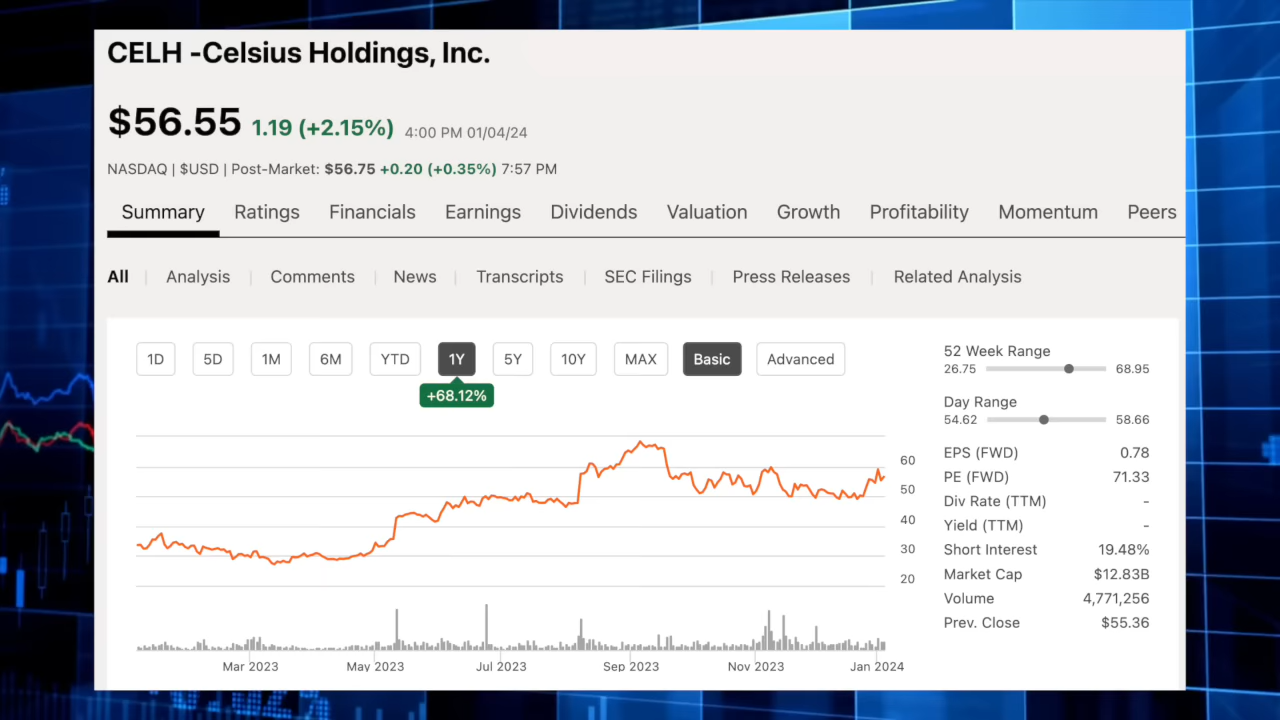 CELH -Celsius Holdings, Inc.
$56.55 1.19 (+2.15%) 4:00 PM 01/04/24
NASDAQ | $USD | Post-Market: $56.75 +0.20 (+0.35%) 7:57 PM
Summary Ratings Financials Earnings Dividends Valuation Growth Profitability Momentum Peers
All | Analysis | Comments | News | Transcripts | SEC Filings | Press Releases | Related Analysis
1D 5D 1M 6M YTD 1Y 5Y 10Y MAX Basic Advanced
+68.12%
60
50
40
30
20
Mar 2023 May 2023 Jul 2023 Sep 2023 Nov 2023 Jan 2024
52 Week Range
26.75 68.95
Day Range
54.62 58.66
EPS (FWD) 0.78
PE (FWD) 71.33
Div Rate (TTM) -
Yield (TTM) -
Short Interest 19.48%
Market Cap $12.83B
Volume 4,771,256
Prev. Close $55.36